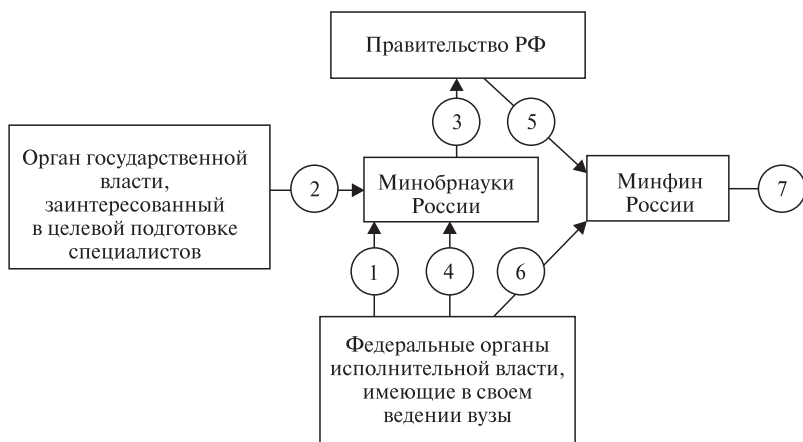 Правительство РФ
3
5
Орган государственной
власти,
заинтересованный
в целевой подготовке
специалистов
2
Минобрнауки
России
Минфин
России
7
1
4
6
Федеральные органы
исполнительной власти,
имеющие в своем
ведении вузы